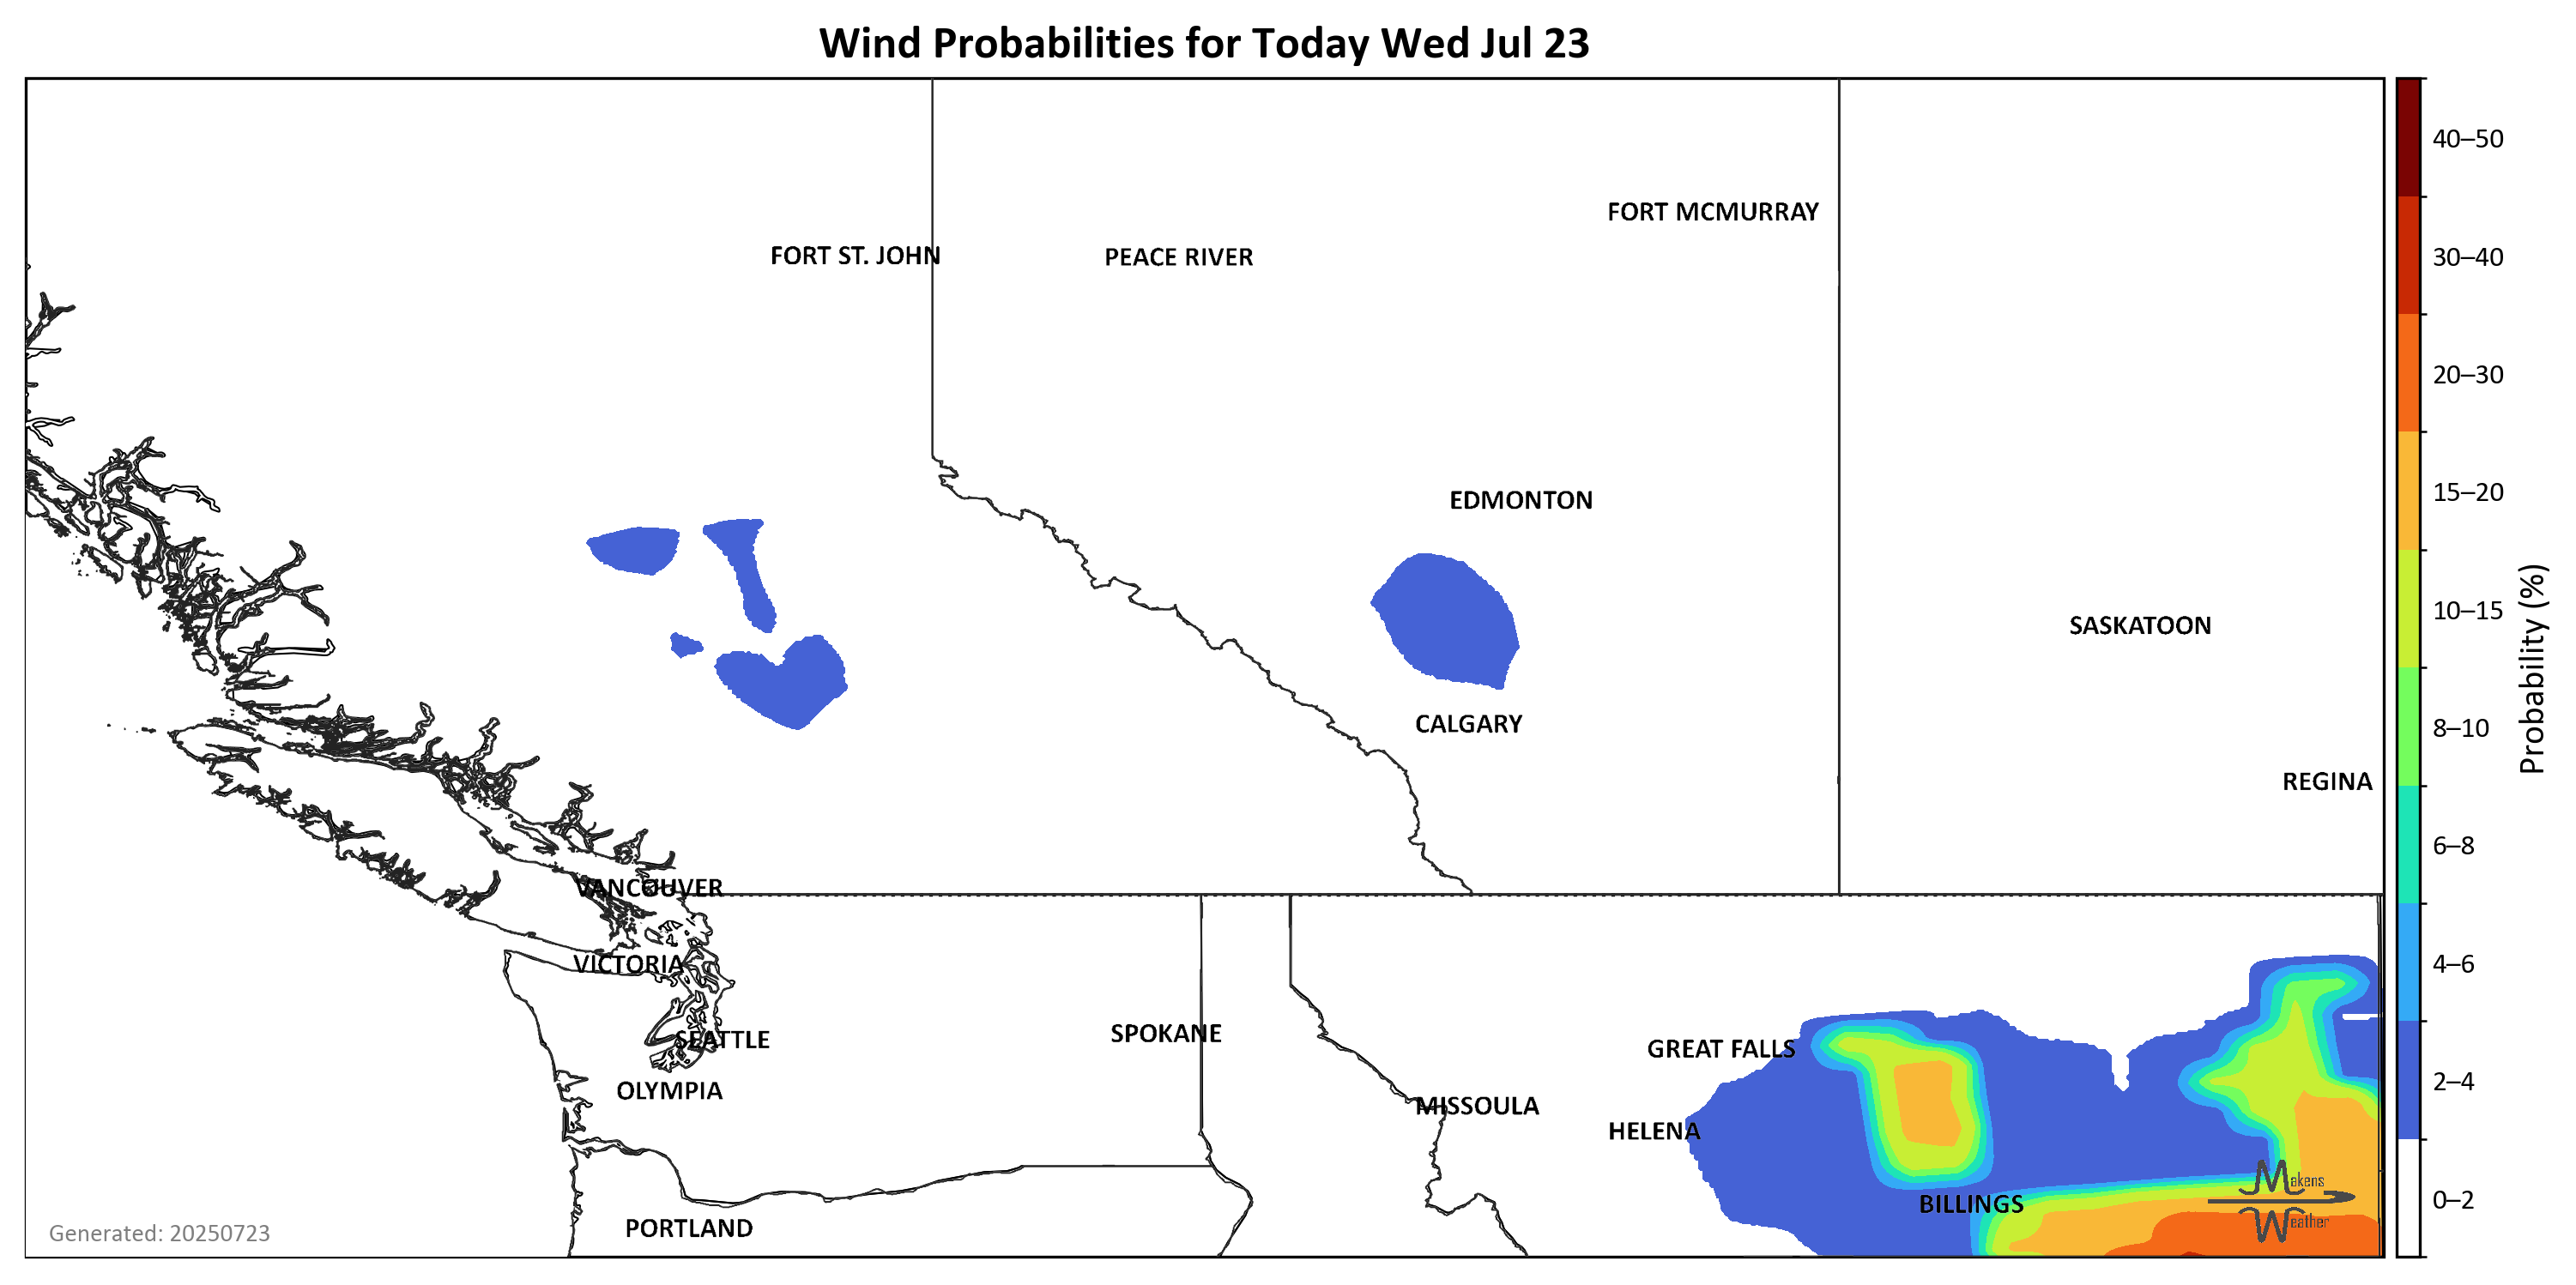 Wind Probabilities for Today Wed Jul 23
FORT MCMURRAY
FORT ST. JOHN
PEACE RIVER
EDMONTON
SASKATOON
CALGARY
REGINA
VANCOUVER
VICTORIA
SEATTLE
SPOKANE
GREAT FALLS
OLYMPIA
MISSOULA
HELENA
BILLINGS
PORTLAND
Makens
Weather
Generated: 20250723
40–50
30–40
20–30
15–20
10–15
8–10
6–8
4–6
2–4
0–2
Probability (%)